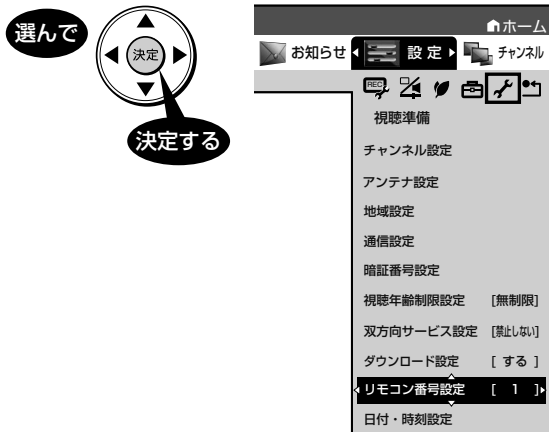 選んで
決定
決定する
ホーム
お知らせ 設定 チャンネル
REC
視聴準備
チャンネル設定
アンテナ設定
地域設定
通信設定
暗証番号設定
視聴年齢制限設定 [無制限]
双方向サービス設定 [禁止しない]
ダウンロード設定 [ する ]
リモコン番号設定 [ 1 ]
日付・時刻設定